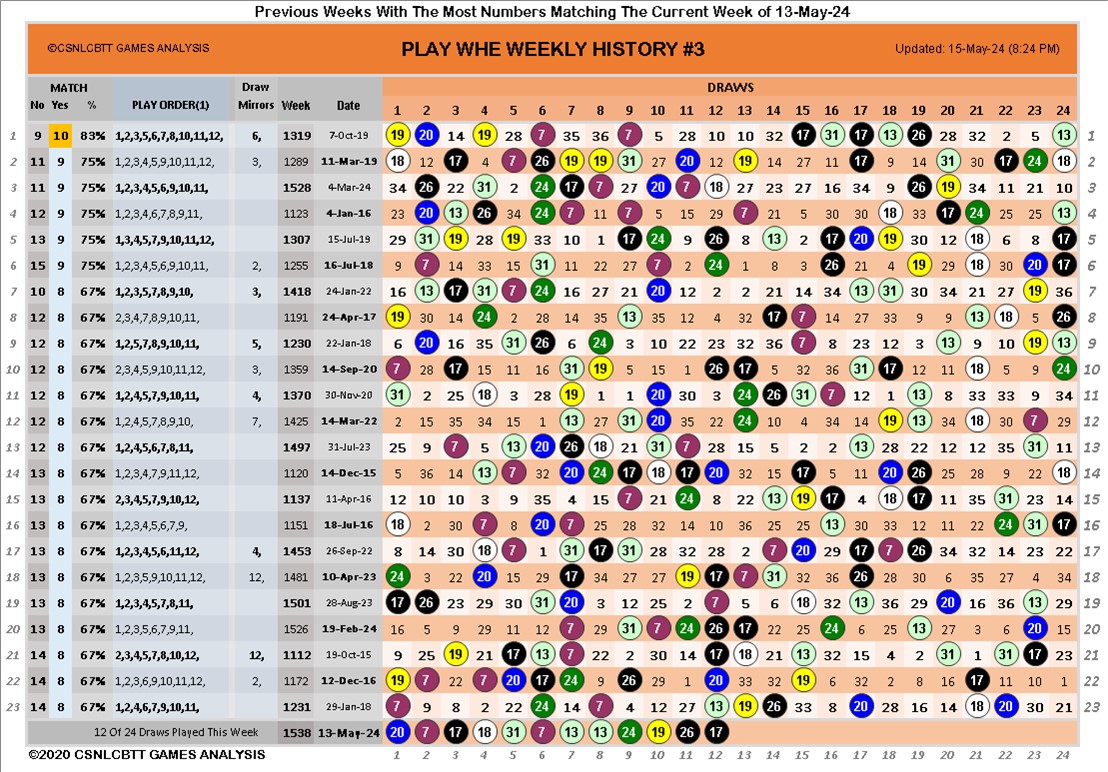 Previous Weeks With The Most Numbers Matching The Current Week of 13-May-24
©CSNLCBTT GAMES ANALYSIS PLAY WHE WEEKLY HISTORY #3 Updated: 15-May-24 (8:24 PM)
MATCH Draw DRAWS
No Yes % PLAY ORDER(1) Mirrors Week Date 1 2 3 4 5 6 7 8 9 10 11 12 13 14 15 16 17 18 19 20 21 22 23 24
1 9 10 83% 1,2,3,5,6,7,8,10,11,12, 6, 1319 7-Oct-19 19 20 14 19 28 7 35 36 7 5 28 10 10 32 17 31 17 13 26 28 32 2 5 13 1
2 11 9 75% 1,2,3,4,5,9,10,11,12, 3, 1289 11-Mar-19 18 12 17 4 7 26 19 19 31 27 20 12 19 14 27 11 17 9 14 31 30 17 24 18 2
3 11 9 75% 1,2,3,4,5,6,9,10,11, 1528 4-Mar-24 34 26 22 31 2 24 17 7 27 20 7 18 27 23 27 16 34 9 26 19 34 11 21 10 3
4 12 9 75% 1,2,3,4,6,7,8,9,11, 1123 4-Jan-16 23 20 13 26 34 24 7 11 7 5 15 29 7 21 5 30 30 18 33 17 24 25 25 13 4
5 13 9 75% 1,3,4,5,7,9,10,11,12, 1307 15-Jul-19 29 31 19 28 19 33 10 1 17 24 9 26 8 13 2 17 20 19 30 12 18 6 8 17 5
6 15 9 75% 1,2,3,4,5,6,9,10,11, 2, 1255 16-Jul-18 9 7 14 33 15 31 11 22 27 7 2 24 1 8 3 26 21 4 19 29 18 30 20 17 6
7 10 8 67% 1,2,3,5,7,8,9,10, 3, 1418 24-Jan-22 16 13 17 31 7 24 16 27 21 20 12 2 2 21 14 34 13 31 30 34 21 27 19 36 7
8 12 8 67% 2,3,4,7,8,9,10,11, 1191 24-Apr-17 19 30 14 24 2 28 14 35 13 12 4 32 4 17 7 14 27 8 33 9 13 18 5 26 8
9 12 8 67% 1,2,5,7,8,9,10,11, 5, 1230 22-Jan-18 6 20 16 35 31 26 6 24 3 10 22 23 32 36 7 8 23 12 3 13 9 10 19 13 9
10 12 8 67% 2,3,4,5,9,10,11,12, 3, 1359 14-Sep-20 7 28 17 15 11 16 31 19 5 15 1 26 17 5 32 36 31 17 10 21 18 5 9 24 10
11 12 8 67% 1,2,4,5,7,9,10,11, 4, 1370 30-Nov-20 31 2 25 18 3 28 19 1 1 20 30 3 24 26 31 7 12 1 13 8 33 33 9 34 11
12 12 8 67% 1,2,4,5,7,8,9,10, 7, 1425 14-Mar-22 2 15 35 34 15 1 13 27 31 20 35 12 24 10 4 34 12 19 13 31 18 27 7 29 12
13 12 8 67% 1,2,4,5,6,7,8,11, 1497 31-Jul-23 25 9 7 5 13 20 26 18 21 31 7 28 15 5 2 2 13 28 22 12 25 23 31 11 13
14 13 8 67% 1,2,3,4,7,9,11,12, 1120 14-Dec-15 5 36 14 13 7 32 20 24 17 18 17 20 32 15 17 5 11 20 26 25 28 9 22 18 14
15 13 8 67% 2,3,4,5,7,9,10,12, 1137 11-Apr-16 12 10 10 3 9 35 4 15 7 21 24 8 22 13 19 17 4 18 17 11 35 31 23 14 15
16 13 8 67% 1,2,3,4,5,6,7,9, 1151 18-Jul-16 18 2 30 7 8 20 7 25 28 32 14 10 36 25 25 13 30 33 12 11 22 24 31 17 16
17 13 8 67% 1,2,3,4,5,6,11,12, 4, 1453 26-Sep-22 8 14 30 18 7 1 31 17 31 28 32 28 2 7 20 29 17 7 26 34 32 14 23 22 17
18 13 8 67% 1,2,3,5,9,10,11,12, 12, 1481 10-Apr-23 24 3 22 20 15 29 17 34 27 27 19 17 7 31 32 17 26 28 30 6 35 27 4 34 18
19 13 8 67% 1,2,3,4,5,7,8,11, 1501 28-Aug-23 17 26 23 29 30 31 20 3 12 25 2 7 5 6 18 32 13 36 29 20 16 36 13 29 19
20 13 8 67% 1,2,3,5,6,7,9,11, 1526 19-Feb-24 16 5 9 29 11 12 7 29 31 7 24 26 17 22 25 24 6 25 13 27 3 6 20 15 20
21 14 8 67% 2,3,4,5,7,8,10,12, 12, 1112 19-Oct-15 9 25 19 21 17 13 7 22 2 30 14 17 18 21 13 32 15 4 2 31 1 31 17 23 21
22 14 8 67% 1,2,3,6,9,10,11,12, 2, 1172 12-Dec-16 19 7 22 7 20 17 24 9 26 9 12 20 33 32 19 6 32 2 8 16 17 11 10 1 22
23 14 8 67% 1,2,4,6,7,9,10,11, 1231 29-Jan-18 7 9 8 2 22 24 14 7 4 12 27 13 19 26 33 8 20 28 16 14 18 20 30 21 23
12 Of 24 Draws Played This Week 1538 13-May-24 20 7 17 18 31 7 13 13 24 19 26 17
©2020 CSNLCBTT GAMES ANALYSIS 1 2 3 4 5 6 7 8 9 10 11 12 13 14 15 16 17 18 19 20 21 22 23 24